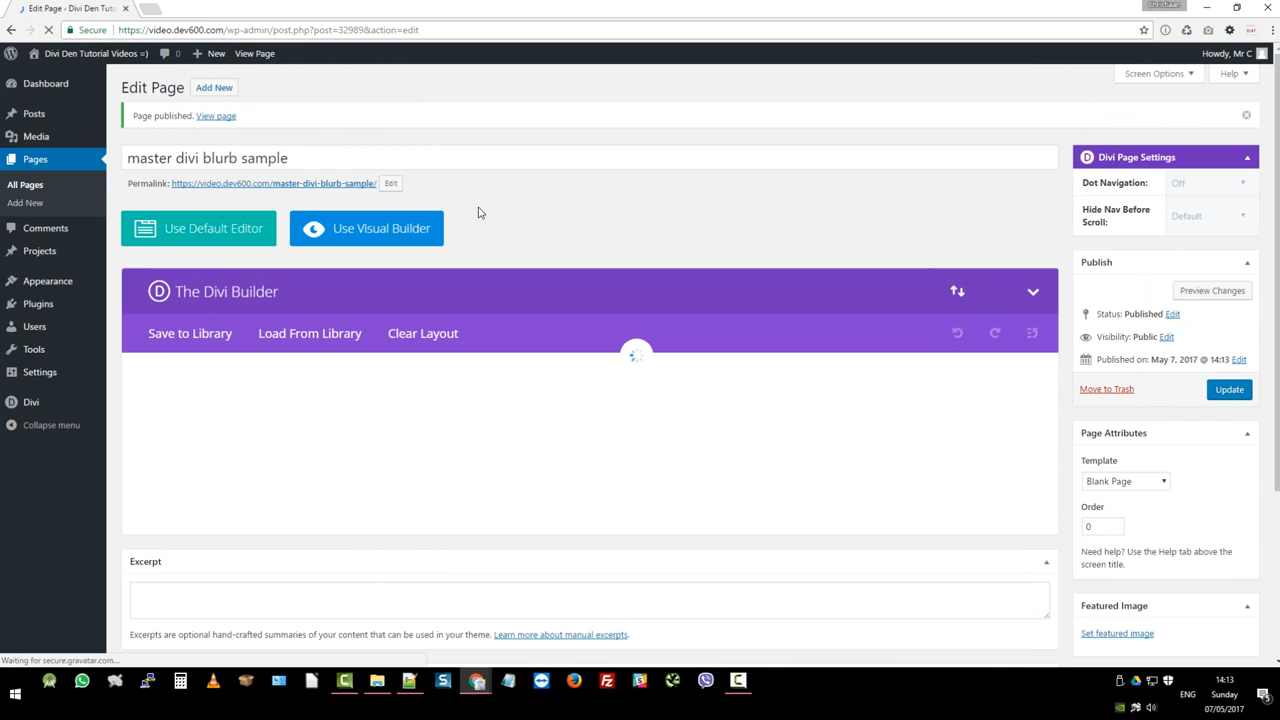 Christiaan
Edit Page ‹ Divi Den Tut
Secure https://video.dev600.com/wp-admin/post.php?post=32989&action=edit
Divi Den Tutorial Videos =) 0 New View Page Howdy, Mr C
Dashboard
Posts
Media
Pages
All Pages
Add New
Comments
Projects
Appearance
Plugins
Users
Tools
Settings
Divi
Collapse menu
Screen Options Help
Edit Page Add New
Page published. View page
master divi blurb sample
Permalink: https://video.dev600.com/master-divi-blurb-sample/ Edit
Use Default Editor Use Visual Builder
D The Divi Builder
Save to Library Load From Library Clear Layout
Excerpt
Excerpts are optional hand-crafted summaries of your content that can be used in your theme. Learn more about manual excerpts.
D Divi Page Settings
Dot Navigation: Off
Hide Nav Before Scroll: Default
Publish
Preview Changes
Status: Published Edit
Visibility: Public Edit
Published on: May 7, 2017 @ 14:13 Edit
Move to Trash Update
Page Attributes
Template
Blank Page
Order
0
Need help? Use the Help tab above the
screen title.
Featured Image
Set featured image
Waiting for secure.gravatar.com...
14:13
ENG Sunday
07/05/2017